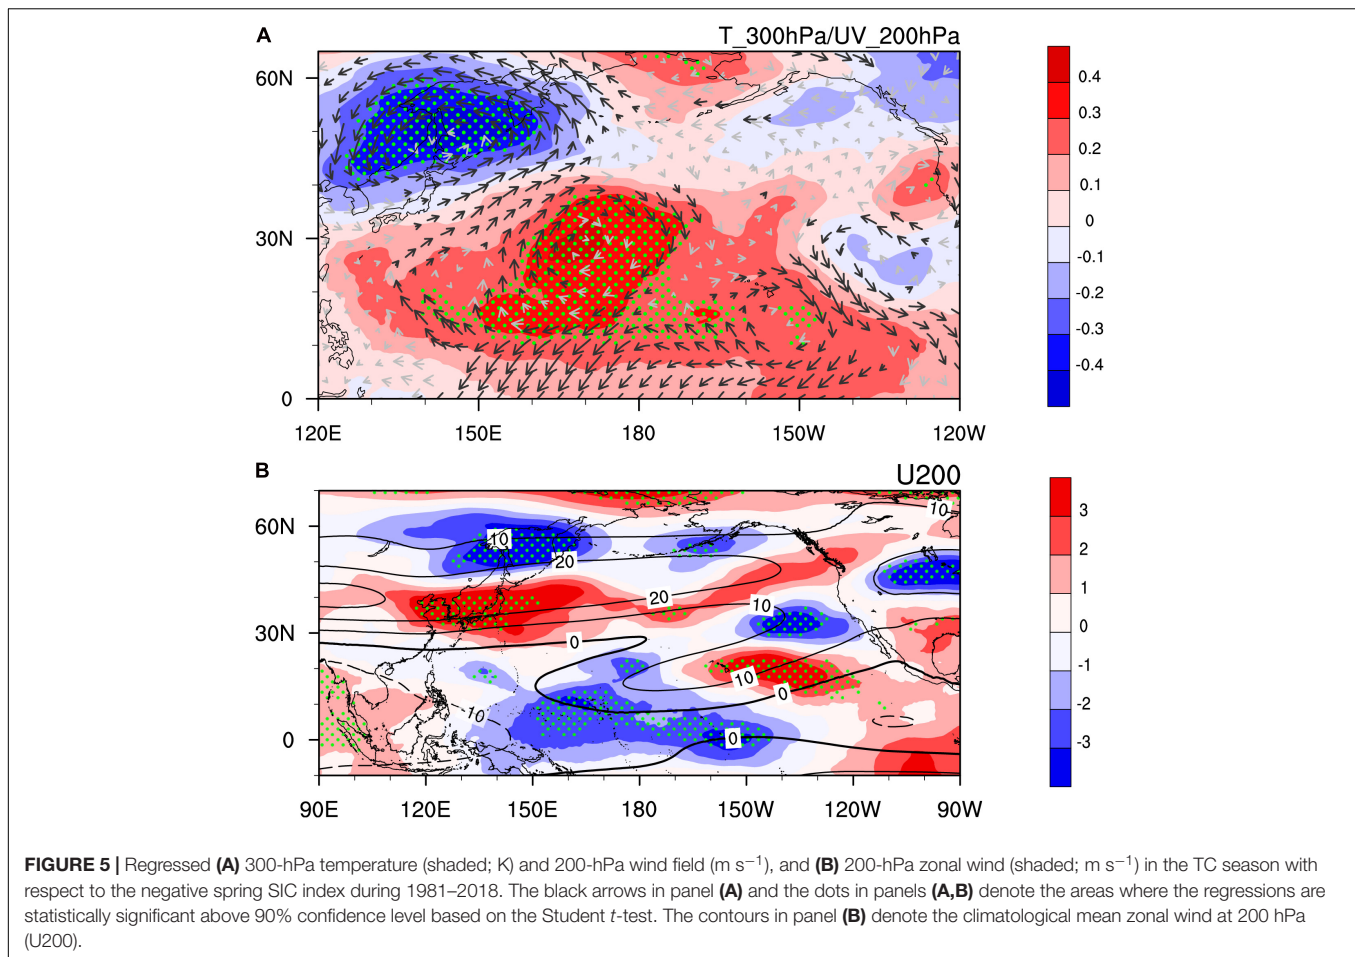 A
T_300hPa/UV_200hPa
60N
30N
0
120E
150E
180
150W
120W
0.4
0.3
0.2
0.1
0
-0.1
-0.2
-0.3
-0.4
B
U200
60N
30N
0
90E
120E
150E
180
150W
120W
90W
10
10
20
20
10
0
10
0
10
0
3
2
1
0
-1
-2
-3
FIGURE 5 | Regressed (A) 300-hPa temperature (shaded; K) and 200-hPa wind field (m s−1), and (B) 200-hPa zonal wind (shaded; m s−1) in the TC season with
respect to the negative spring SIC index during 1981–2018. The black arrows in panel (A) and the dots in panels (A,B) denote the areas where the regressions are
statistically significant above 90% confidence level based on the Student t-test. The contours in panel (B) denote the climatological mean zonal wind at 200 hPa
(U200).